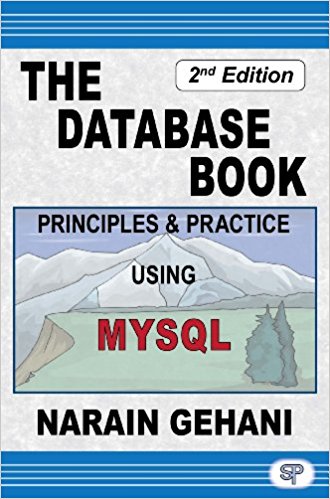 2nd Edition
THE
DATABASE
BOOK
PRINCIPLES & PRACTICE
USING
MYSQL
NARAIN GEHANI
SP